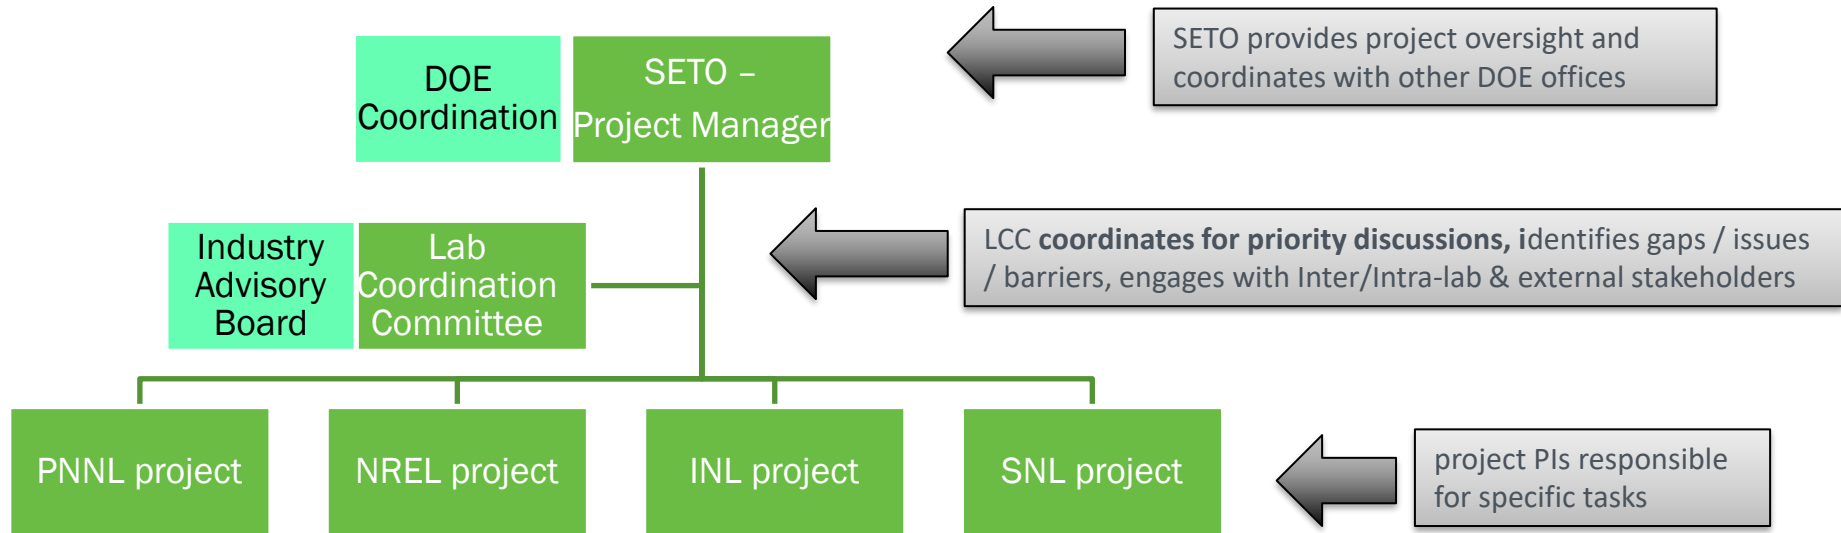 DOE
Coordination
SETO –
Project Manager
SETO provides project oversight and
coordinates with other DOE offices
Industry
Advisory
Board
Lab
Coordination
Committee
LCC coordinates for priority discussions, identifies gaps / issues
/ barriers, engages with Inter/Intra-lab & external stakeholders
PNNL project
NREL project
INL project
SNL project
project PIs responsible
for specific tasks